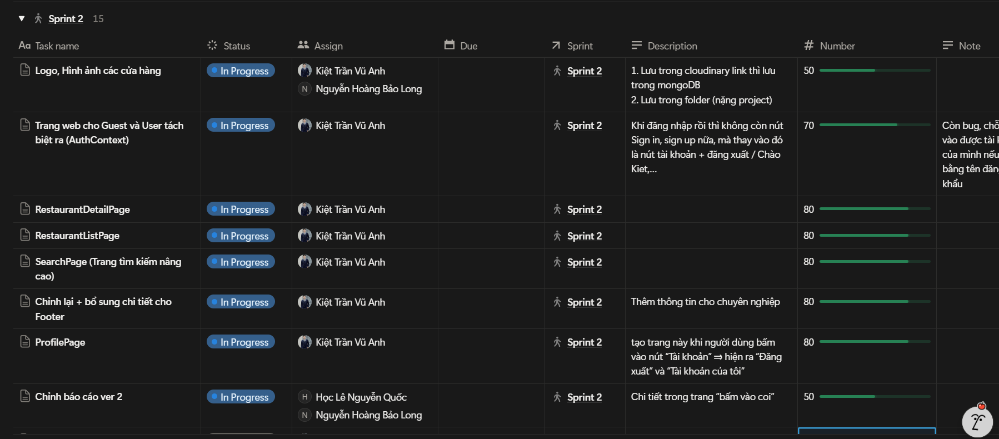 Sprint 2 15
Aa Task name Status Assign Due Sprint Description # Number Note
Logo, Hình ảnh các cửa hàng
In Progress
Kiệt Trần Vũ Anh
N Nguyễn Hoàng Bảo Long
Sprint 2
1. Lưu trong cloudinary link thì lưu
trong mongoDB
2. Lưu trong folder (nặng project)
50
Trang web cho Guest và User tách
biệt ra (AuthContext)
In Progress
Kiệt Trần Vũ Anh
Sprint 2
Khi đăng nhập rồi thì không còn nút
Sign in, sign up nữa, mà thay vào đó
là nút tài khoản + đăng xuất / Chào
Kiet,...
70
Còn bug, chỗ
vào được tài
của mình nếu
bằng tên
khẩu
RestaurantDetailPage
In Progress
Kiệt Trần Vũ Anh
Sprint 2
80
RestaurantListPage
In Progress
Kiệt Trần Vũ Anh
Sprint 2
80
SearchPage (Trang tìm kiếm nâng
cao)
In Progress
Kiệt Trần Vũ Anh
Sprint 2
80
Chỉnh lại + bổ sung chi tiết cho
Footer
In Progress
Kiệt Trần Vũ Anh
Sprint 2
Thêm thông tin cho chuyên nghiệp
80
ProfilePage
In Progress
Kiệt Trần Vũ Anh
Sprint 2
tạo trang này khi người dùng bấm
vào nút “Tài khoản” ⇒ hiện ra “Đăng
xuất” và “Tài khoản của tôi”
80
Chỉnh báo cáo ver 2
In Progress
H Học Lê Nguyễn Quốc
N Nguyễn Hoàng Bảo Long
Sprint 2
Chi tiết trong trang “bấm vào coi”
50